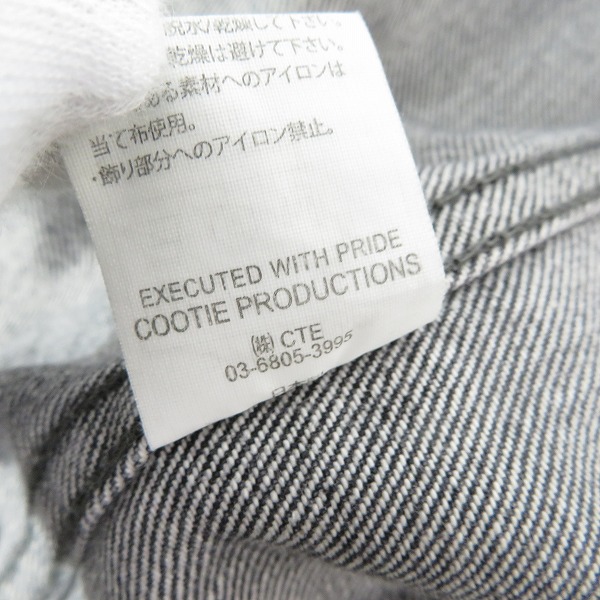 脱水/乾燥して下さい。
乾燥は避けて下さい。
ある素材へのアイロンは
当て布使用。
・飾り部分へのアイロン禁止。
EXECUTED WITH PRIDE
COOTIE PRODUCTIONS
㈱ CTE
03-6805-3995